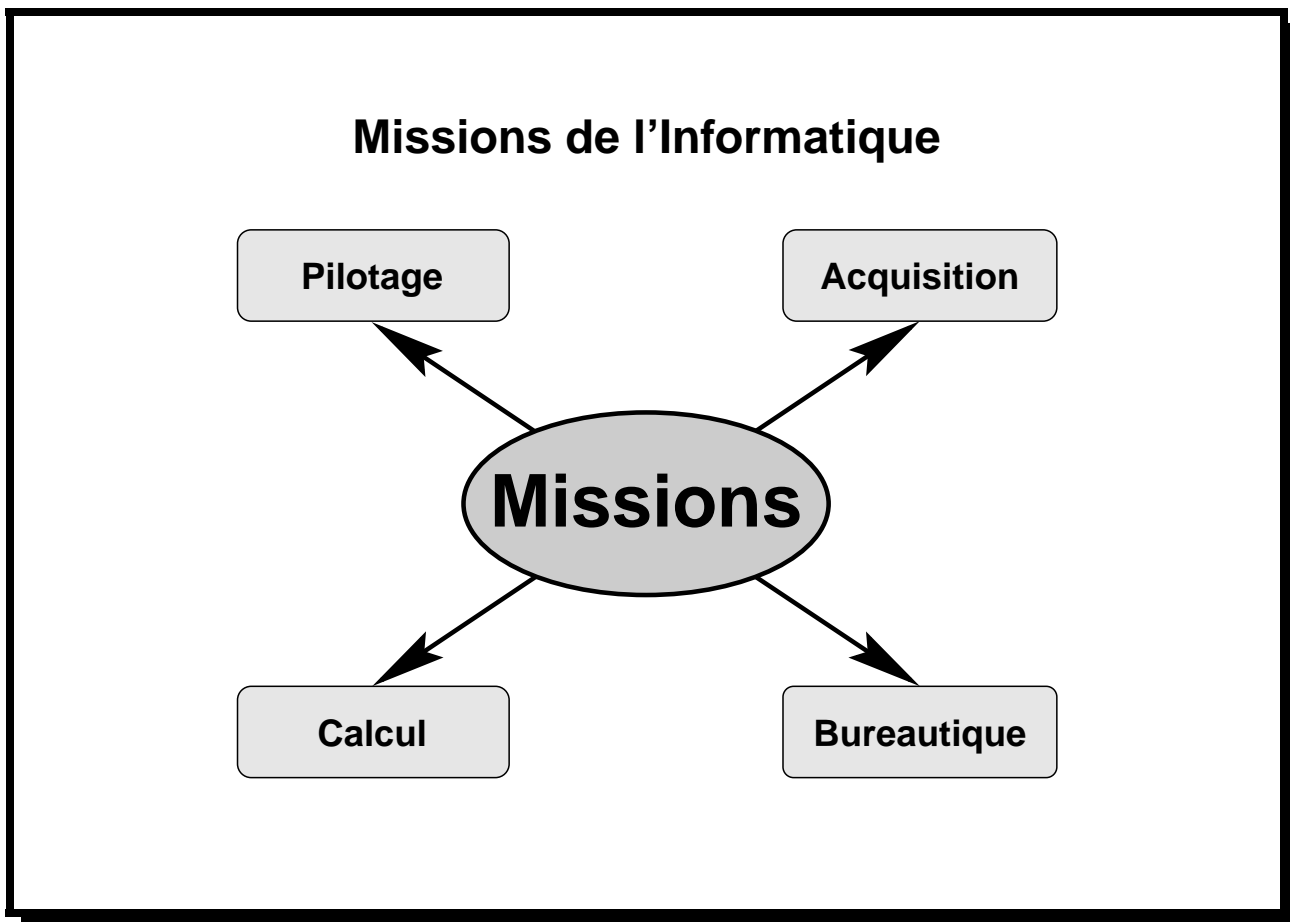 Missions de l’Informatique
Pilotage
Acquisition
Missions
Calcul
Bureautique